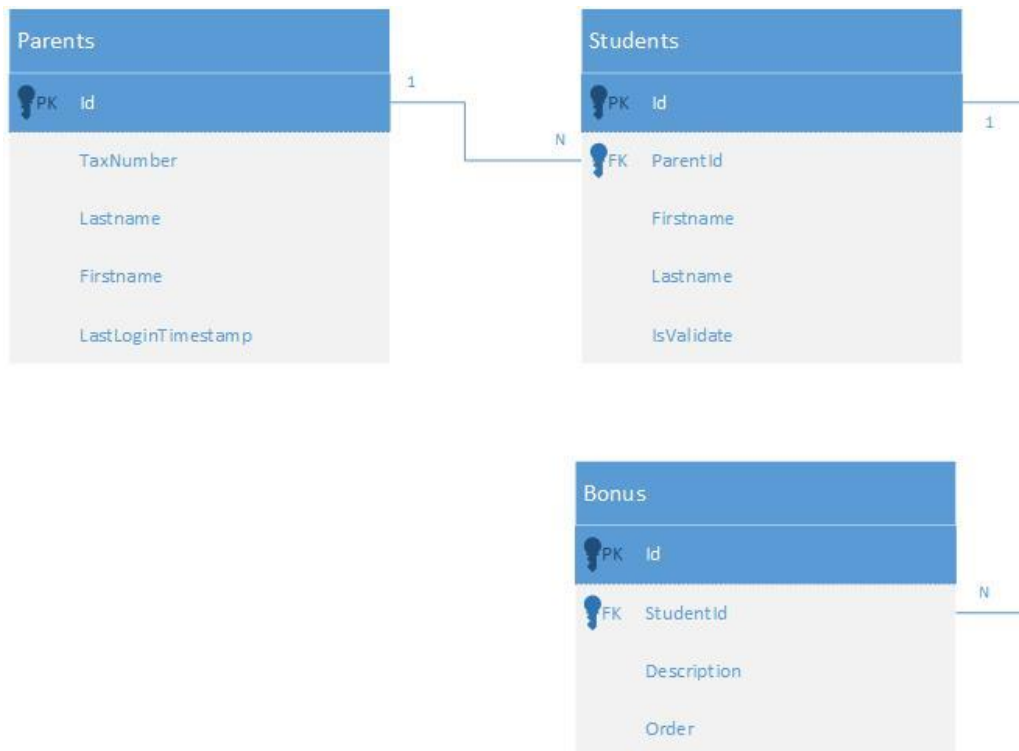 Parents
PK Id
TaxNumber
Lastname
Firstname
LastLoginTimestamp
1
N
Students
PK Id
FK ParentId
Firstname
Lastname
IsValidate
1
Bonus
PK Id
FK StudentId
Description
Order
N